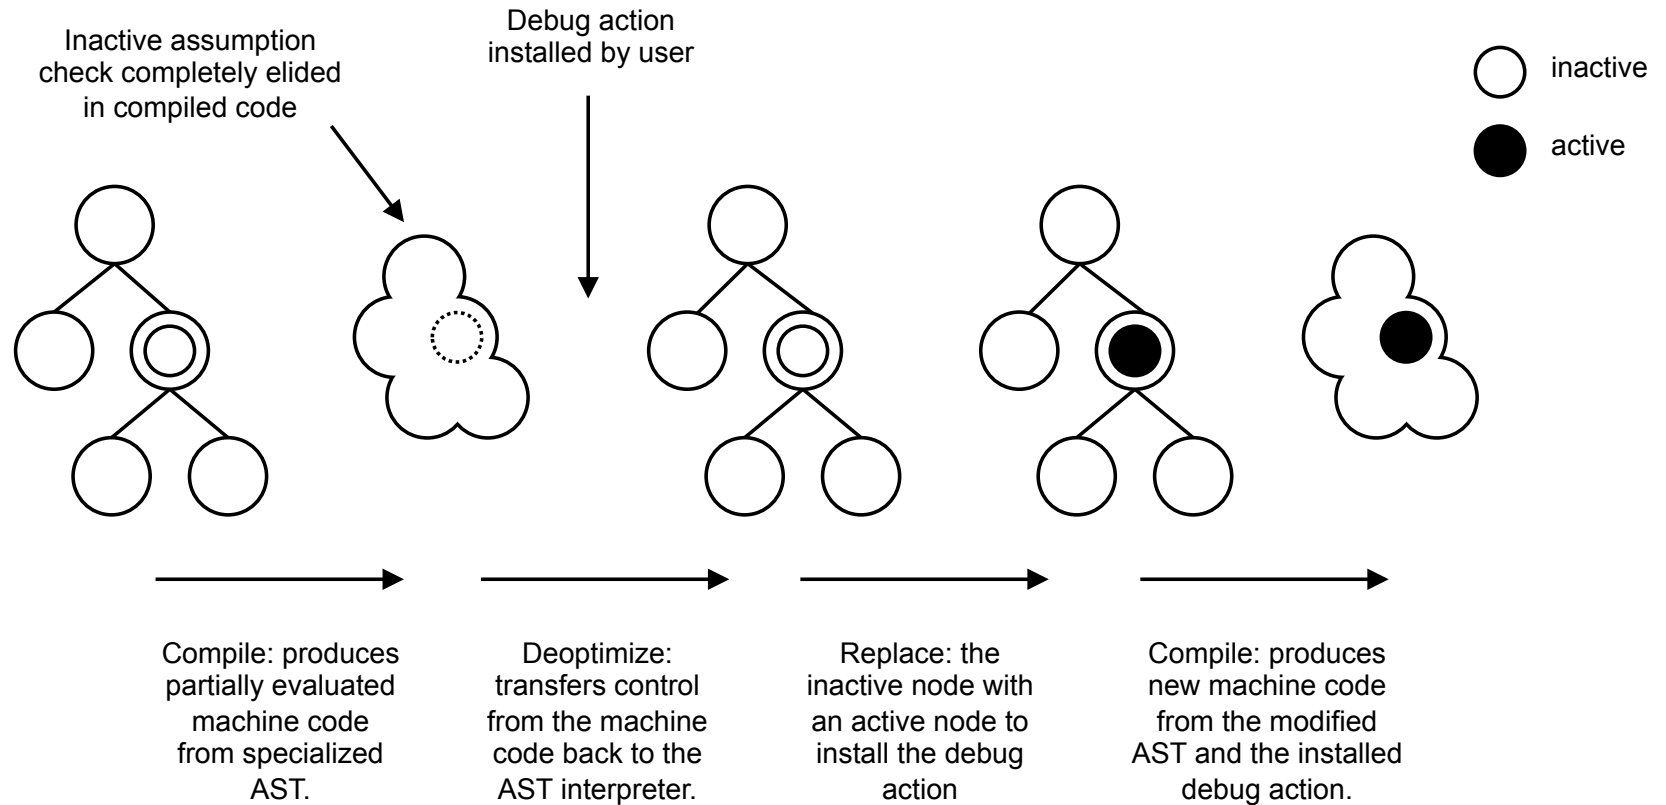 Inactive assumption
check completely elided
in compiled code
Debug action
installed by user
inactive
active
Compile: produces
partially evaluated
machine code
from specialized
AST.
Deoptimize:
transfers control
from the machine
code back to the
AST interpreter.
Replace: the
inactive node with
an active node to
install the debug
action
Compile: produces
new machine code
from the modified
AST and the installed
debug action.